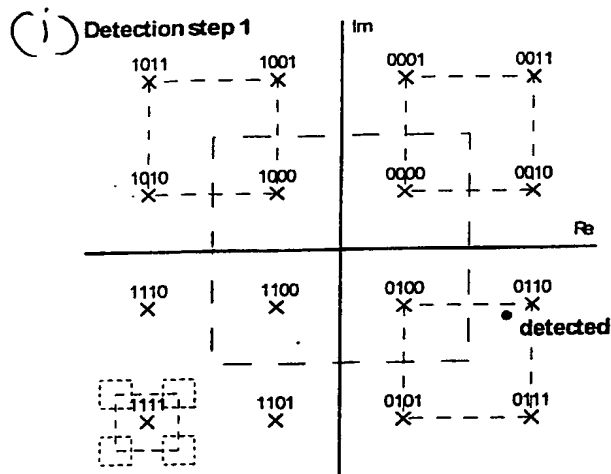 (i) Detection step 1
Im
1011 1001 0001 0011
1010 1000 0000 0010
Re
1110 1100 0100 0110
detected
1111 1101 0101 0111